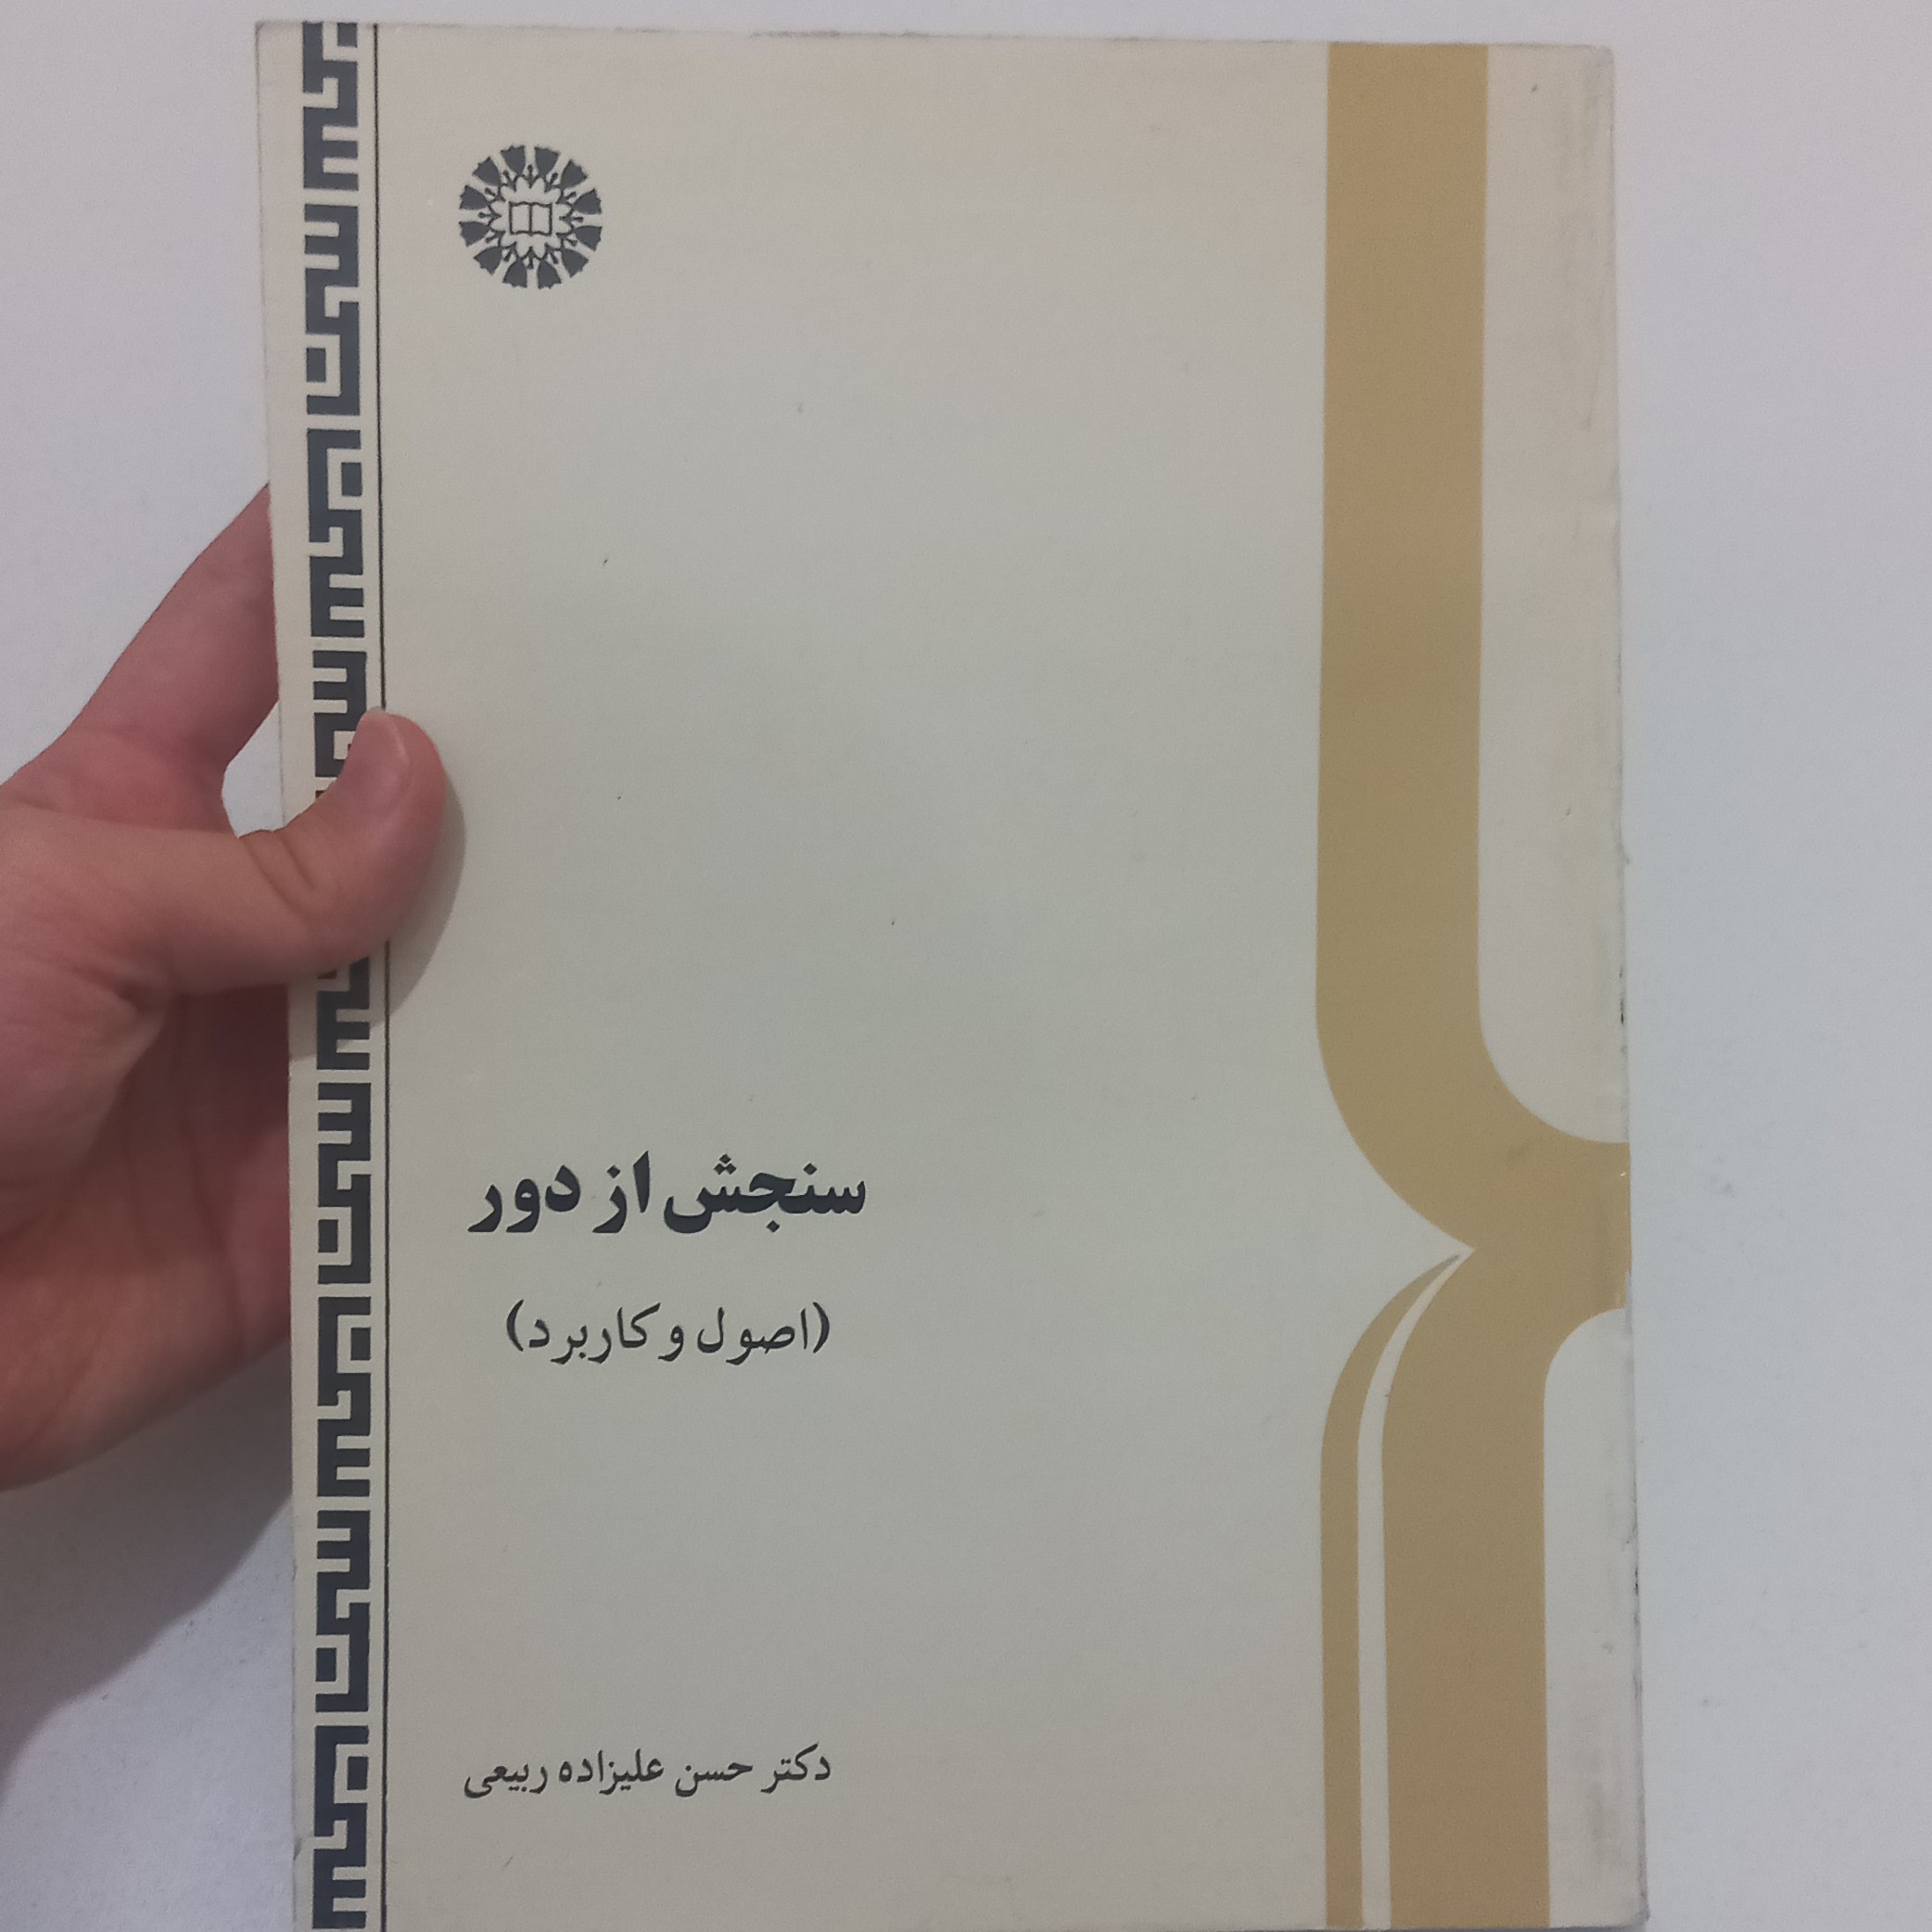 سنجش از دور
(اصول و کاربرد)
دکتر حسن علیزاده ربیعی